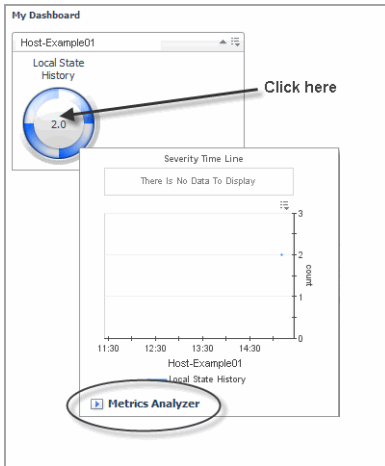 My Dashboard
Host-Example01
Local State
History
Click here
2.0
Severity Time Line
There Is No Data To Display
3
2
count
1
0
11:30 12:30 13:30 14:30
Host-Example01
Local State History
Metrics Analyzer